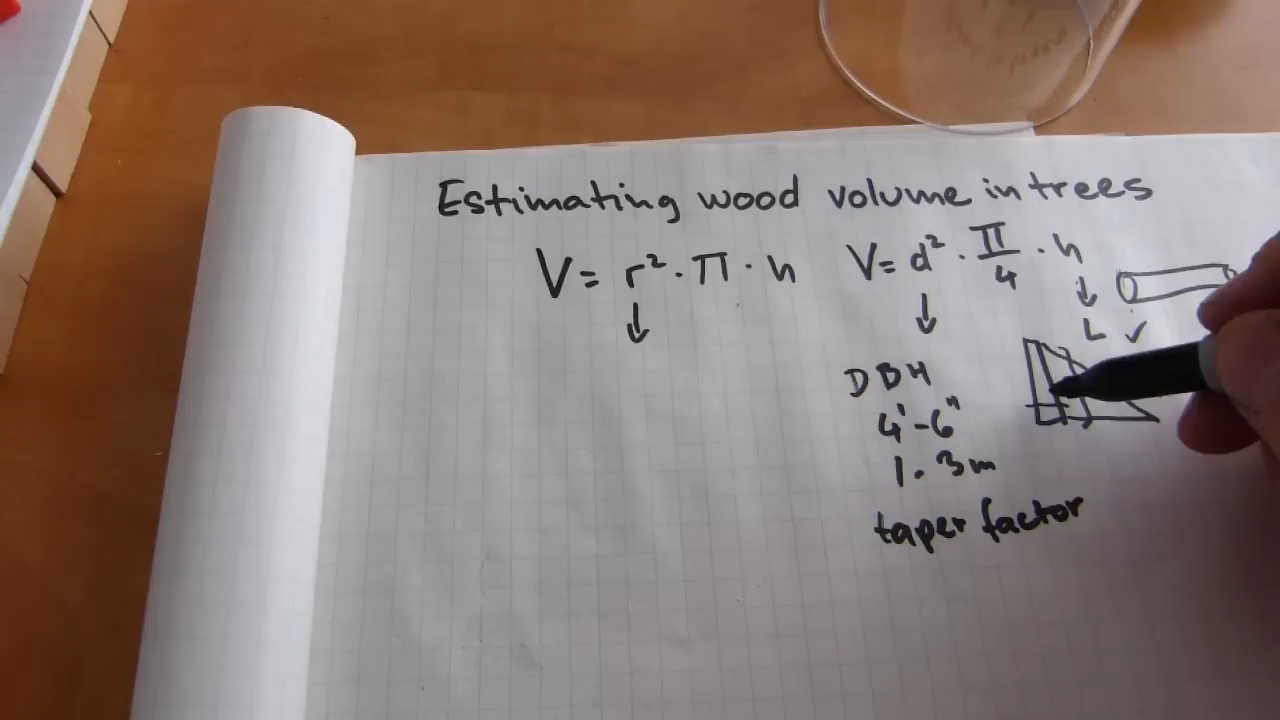 Estimating wood volume in trees
V = r² · π · h   V = d² · π/4 · h
↓ ↓ ↓
L ✓
DBH
4'-6"
1.3m
taper factor